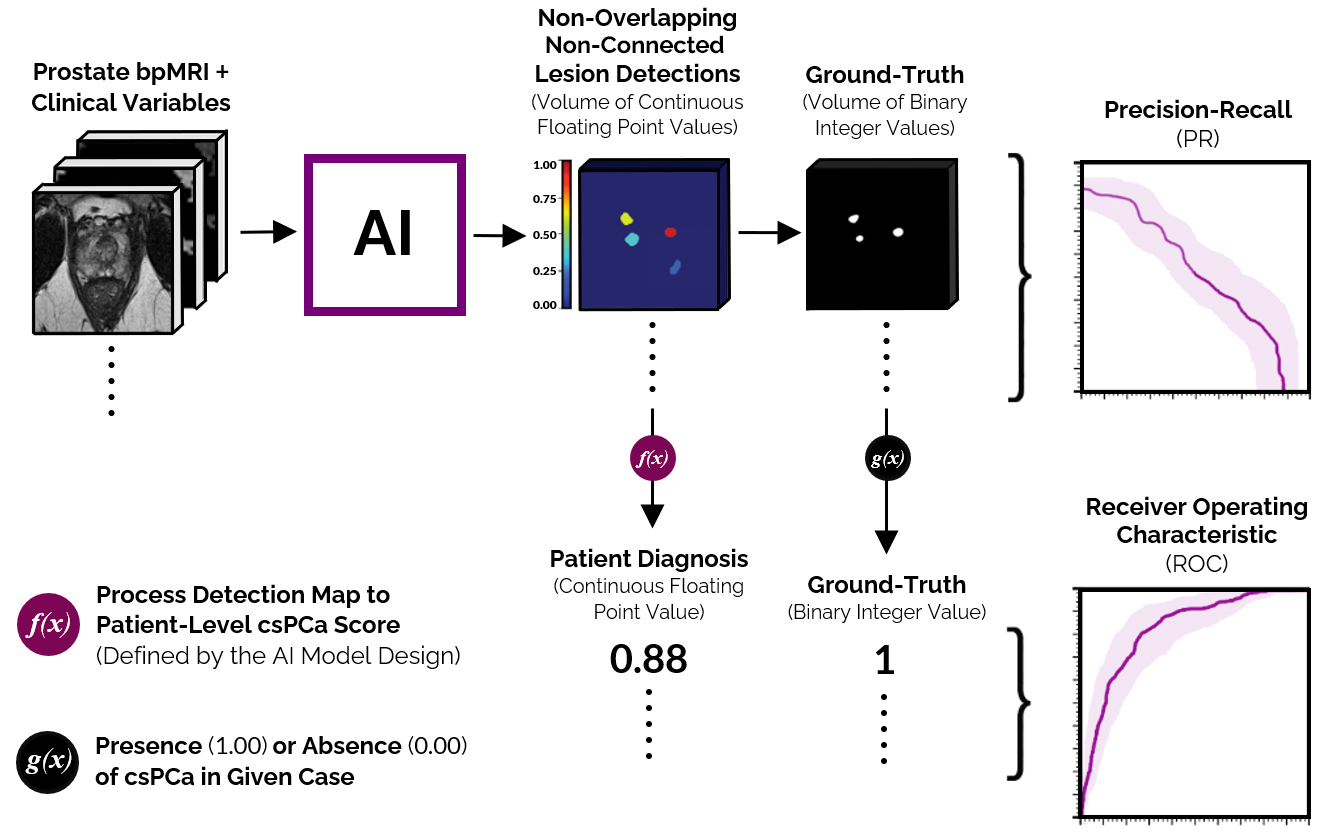 Prostate bpMRI +
Clinical Variables
AI
Non-Overlapping
Non-Connected
Lesion Detections
(Volume of Continuous
Floating Point Values)
1.00
0.75
0.50
0.25
0.00
Ground-Truth
(Volume of Binary
Integer Values)
Precision-Recall
(PR)
f(x)
g(x)
Patient Diagnosis
(Continuous Floating
Point Value)
0.88
Ground-Truth
(Binary Integer Value)
1
Receiver Operating
Characteristic
(ROC)
f(x)
Process Detection Map to
Patient-Level csPCa Score
(Defined by the AI Model Design)
g(x)
Presence (1.00) or Absence (0.00)
of csPCa in Given Case